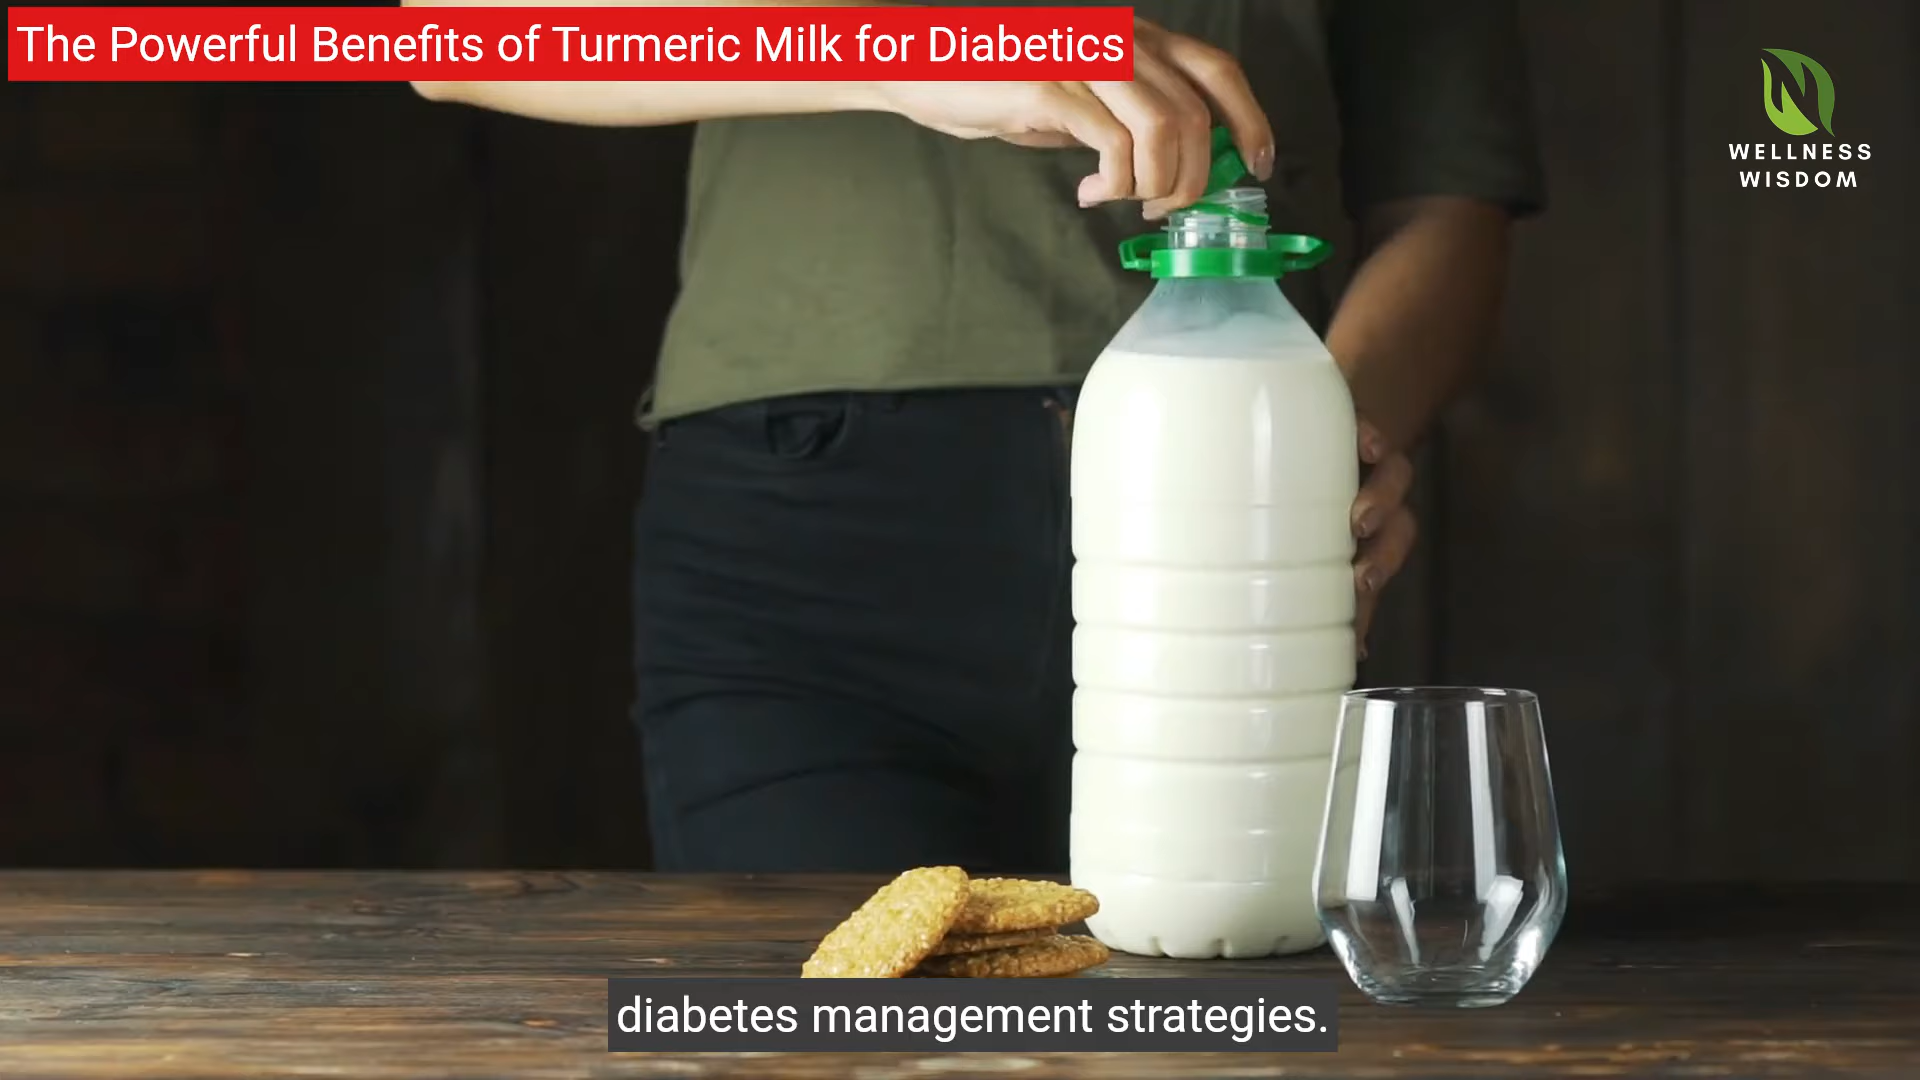 The Powerful Benefits of Turmeric Milk for Diabetics
WELLNESS
WISDOM
diabetes management strategies.